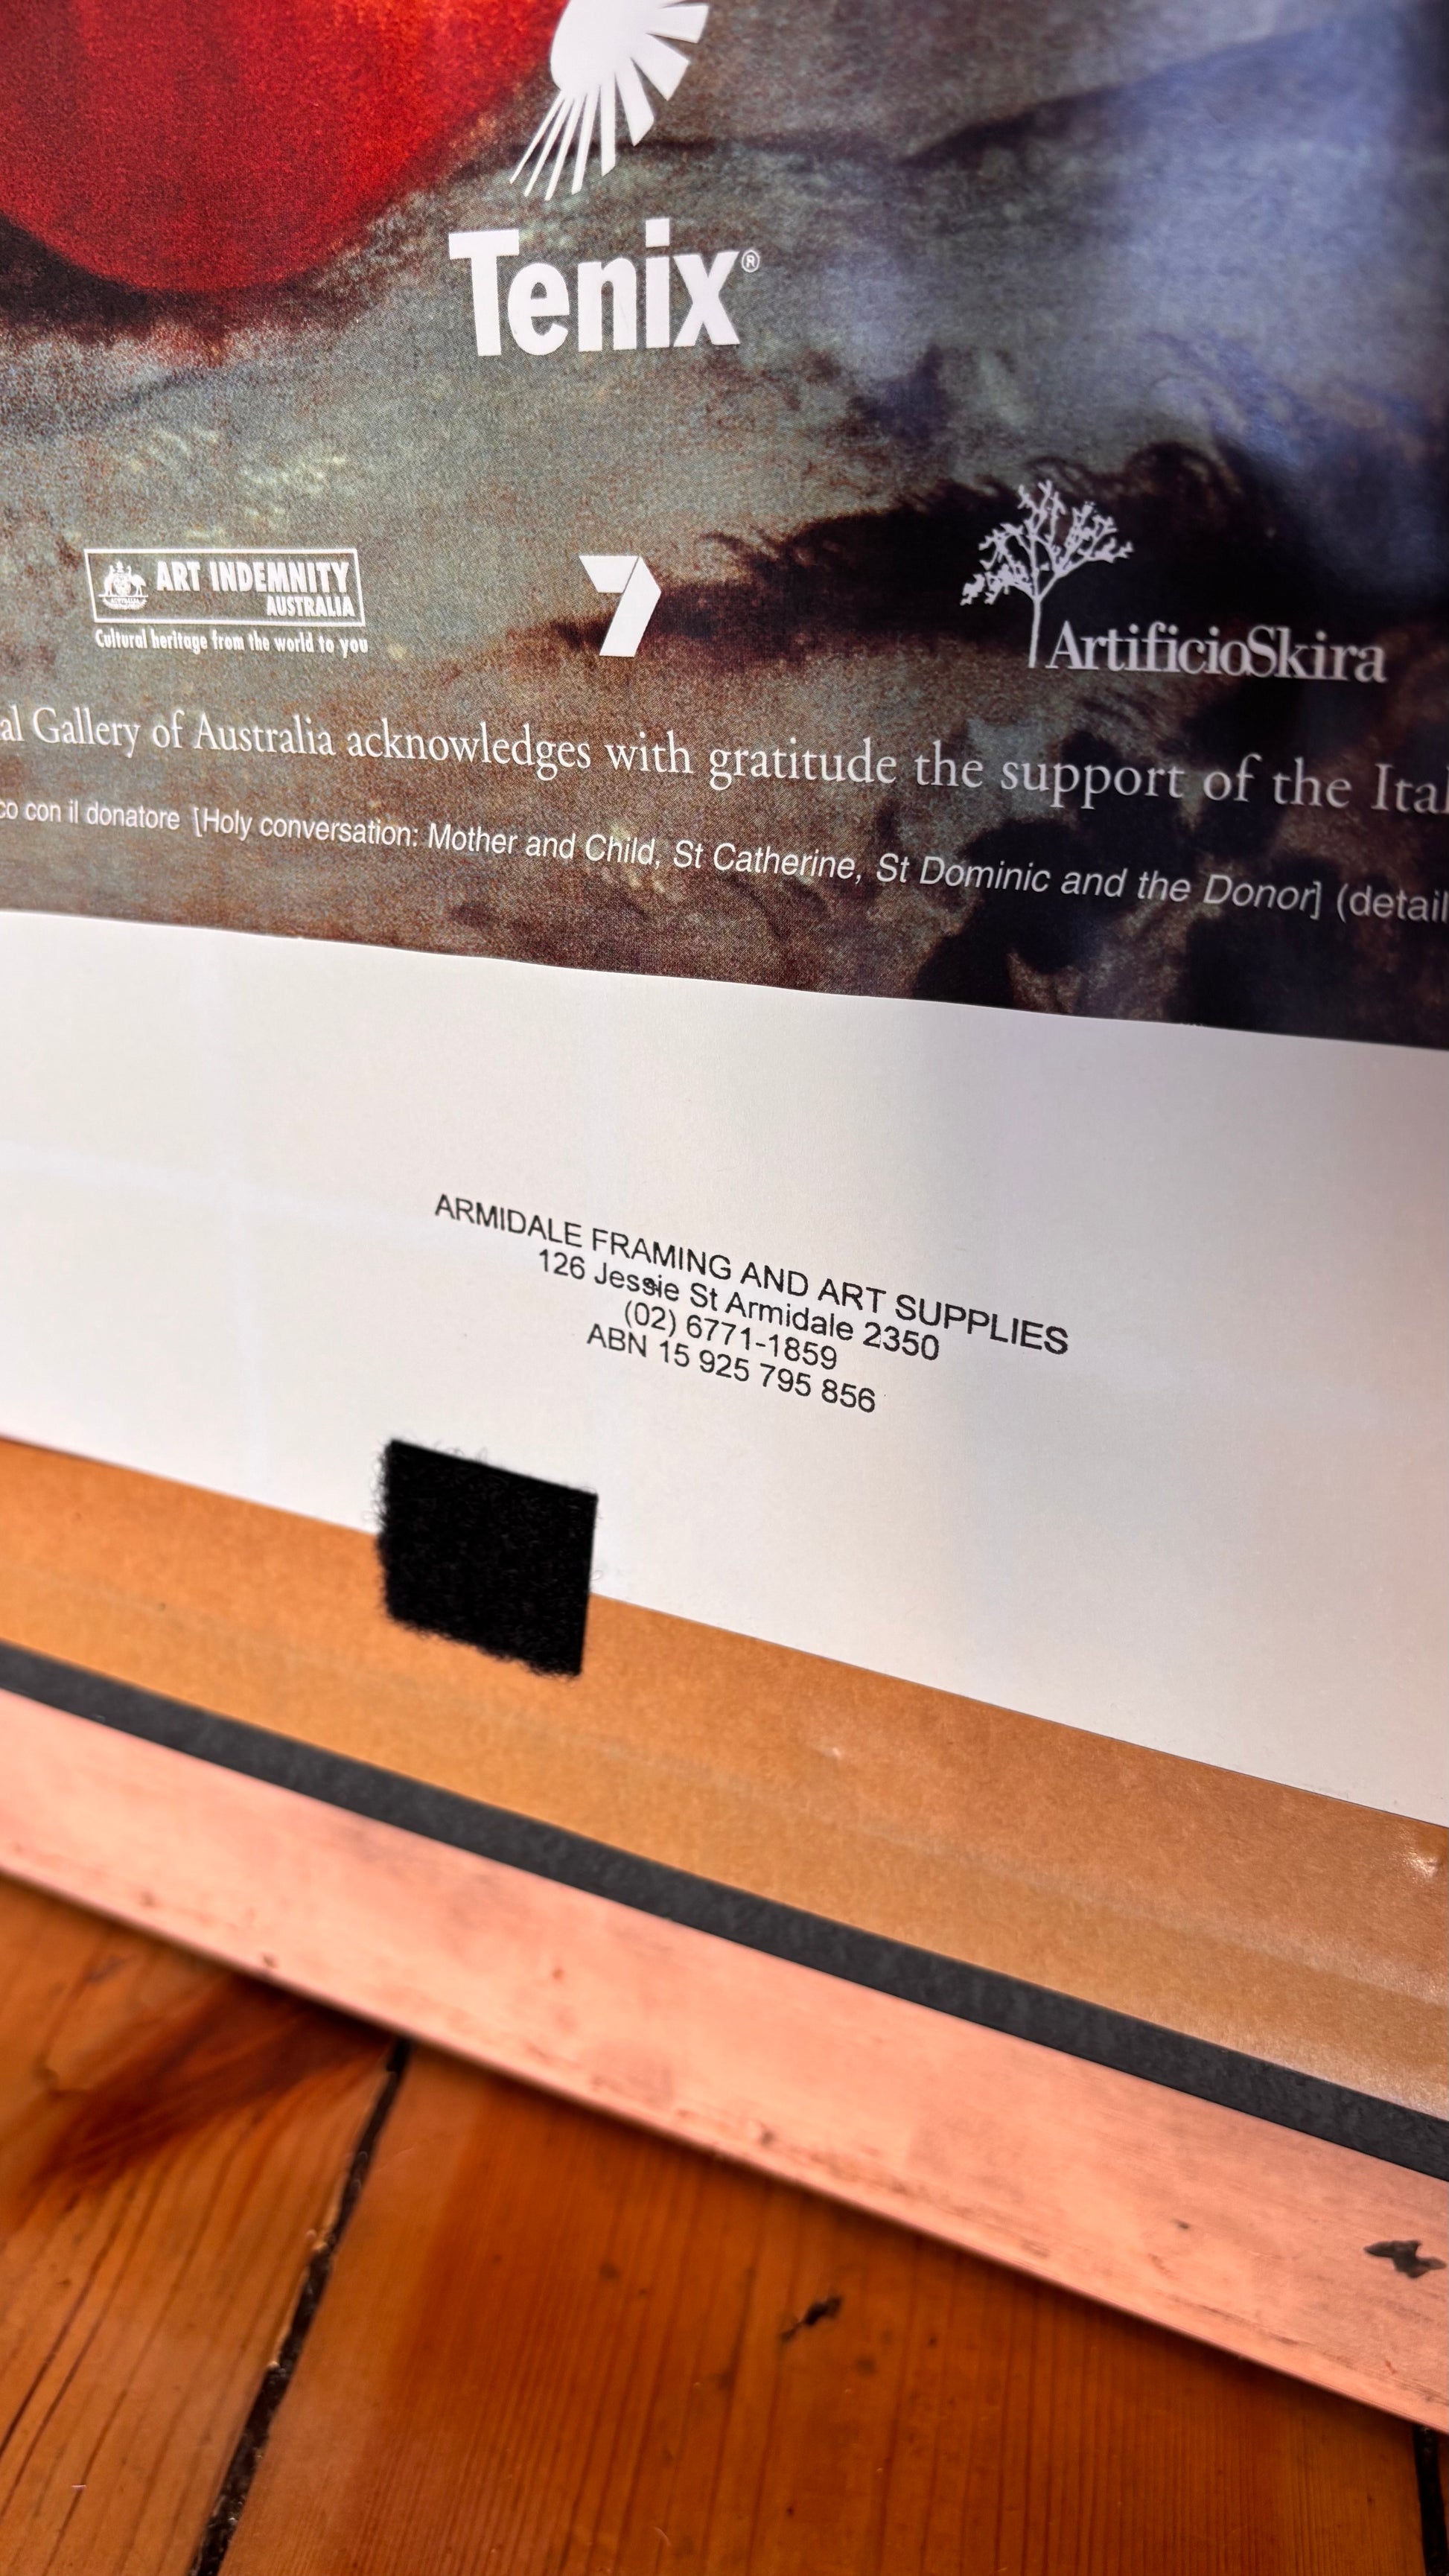 Tenix®
ART INDEMNITY
AUSTRALIA
Cultural heritage from the world to you
7
ArtificioSkira
Gallery of Australia acknowledges with gratitude the support of the
con il donatore [Holy conversation: Mother and Child, St Catherine, St Dominic and the Donor] (detail
ARMIDALE FRAMING AND ART SUPPLIES
126 Jessie St Armidale 2350
(02) 6771-1859
ABN 15 925 795 856